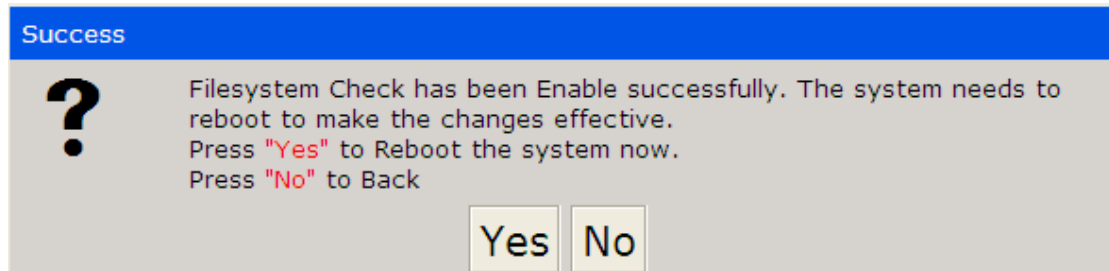 Success
?
Filesystem Check has been Enable successfully. The system needs to
reboot to make the changes effective.
Press "Yes" to Reboot the system now.
Press "No" to Back
Yes No